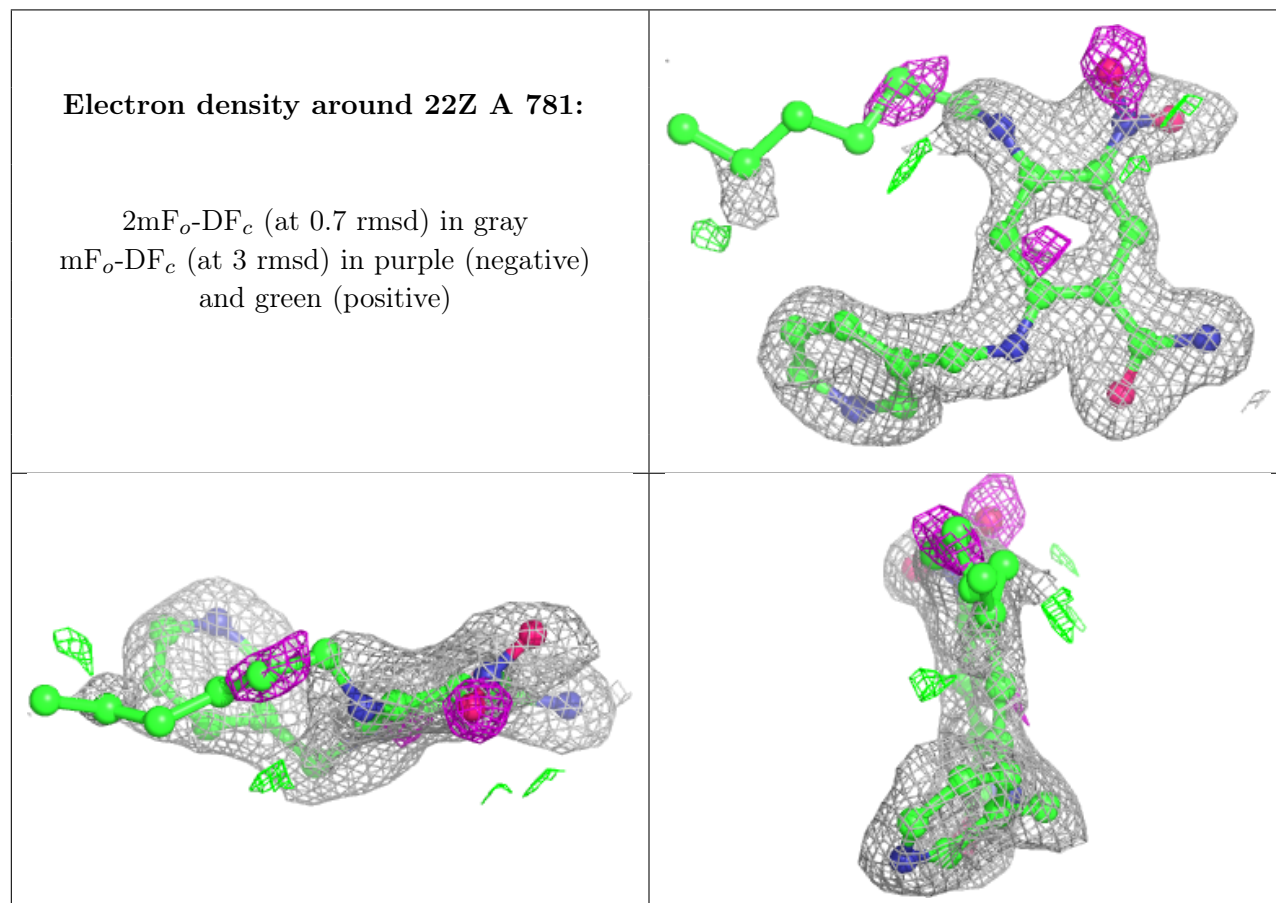 Electron density around 22Z A 781:
2mFo-DFc (at 0.7 rmsd) in gray
mFo-DFc (at 3 rmsd) in purple (negative)
and green (positive)